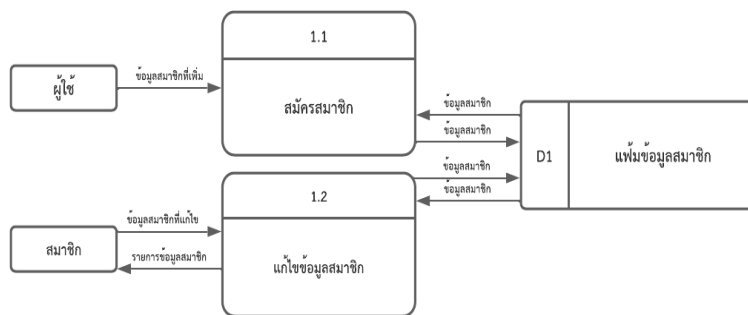 1.1
ผู้ใช้
ข้อมูลสมาชิกที่เพิ่ม
สมัครสมาชิก
ข้อมูลสมาชิก
ข้อมูลสมาชิก
D1
แฟ้มข้อมูลสมาชิก
ข้อมูลสมาชิก
ข้อมูลสมาชิก
1.2
สมาชิก
ข้อมูลสมาชิกที่แก้ไข
รายการข้อมูลสมาชิก
แก้ไขข้อมูลสมาชิก